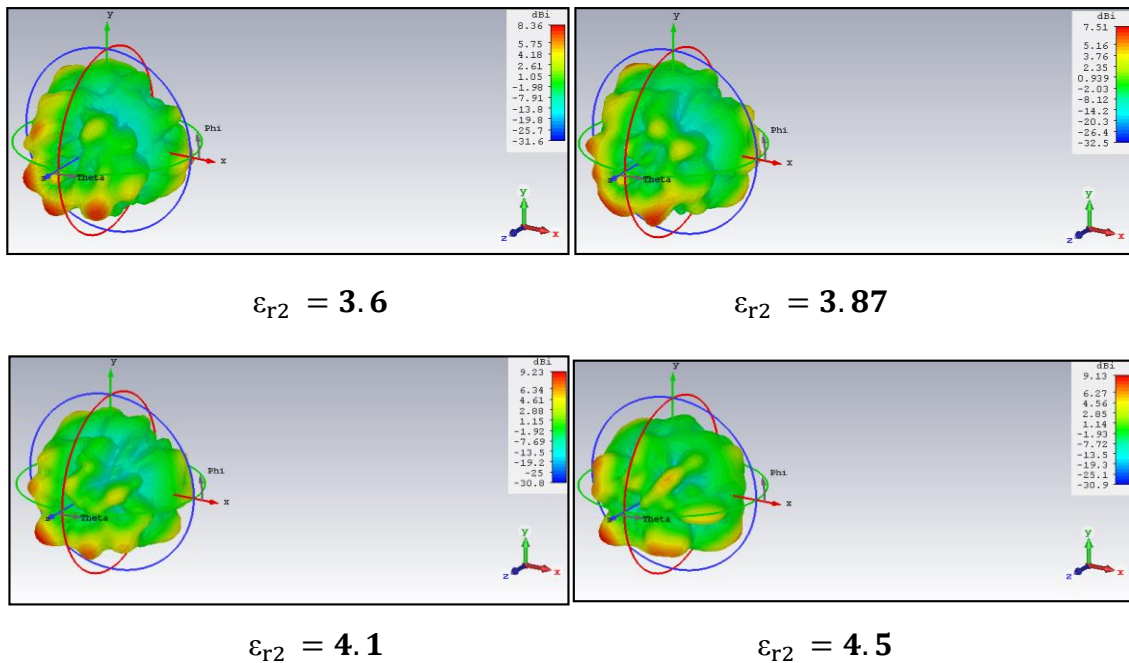 dBi
8.36
5.75
4.18
2.61
1.05
-1.98
-7.91
-13.8
-19.8
-25.7
-31.6
y
Phi
x
z
Theta
y
z
x
dBi
7.51
5.16
3.76
2.35
0.939
-2.03
-8.12
-14.2
-20.3
-26.4
-32.5
y
Phi
x
z
Theta
y
z
x
εr2 = 3.6
εr2 = 3.87
dBi
9.23
6.34
4.61
2.88
1.15
-1.92
-7.69
-13.5
-19.2
-25
-30.8
y
Phi
x
z
Theta
y
z
x
dBi
9.13
6.27
4.56
2.85
1.14
-1.93
-7.72
-13.5
-19.3
-25.1
-30.9
y
Phi
x
z
Theta
y
z
x
εr2 = 4.1
εr2 = 4.5